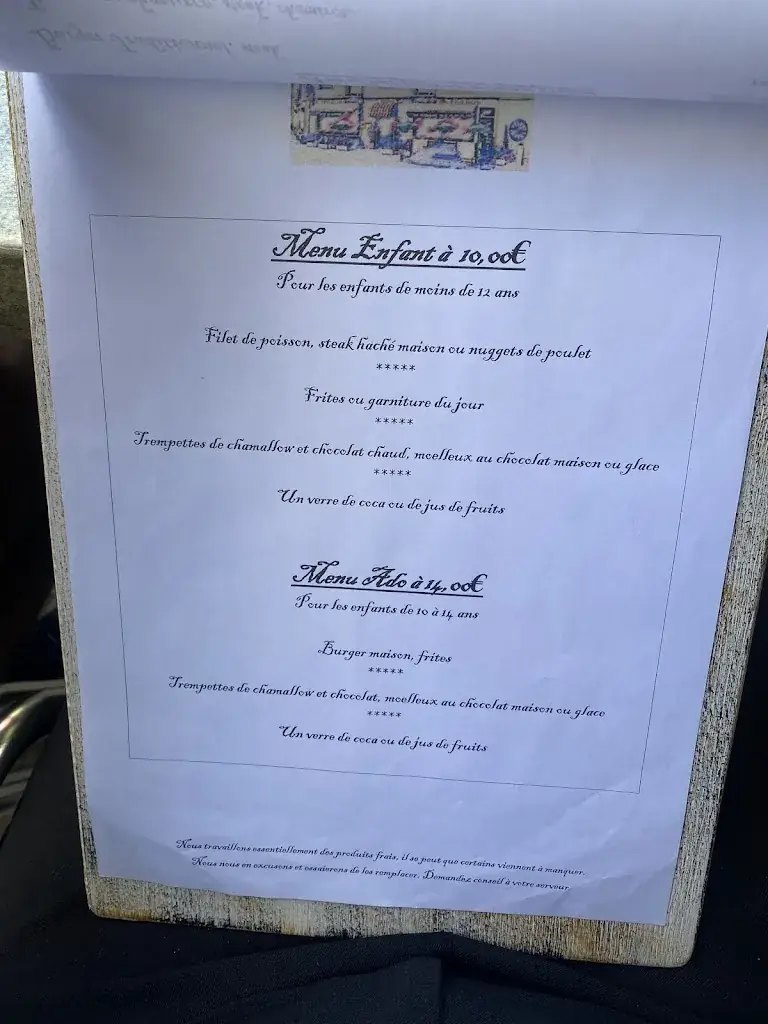 Menu Enfant à 10,00€
Pour les enfants de moins de 12 ans
Filet de poisson, steak haché maison ou nuggets de poulet
*****
Frites ou garniture du jour
*****
Trempettes de chamallow et chocolat chaud, moelleux au chocolat maison ou glace
*****
Un verre de coca ou de jus de fruits
Menu Ado à 14,00€
Pour les enfants de 10 à 14 ans
Burger maison, frites
*****
Trempettes de chamallow et chocolat, moelleux au chocolat maison ou glace
*****
Un verre de coca ou de jus de fruits
Nous travaillons essentiellement des produits frais, il se peut que certains viennent à manquer.
Nous nous en excusons et essaierons de les remplacer. Demandez conseil à votre serveur